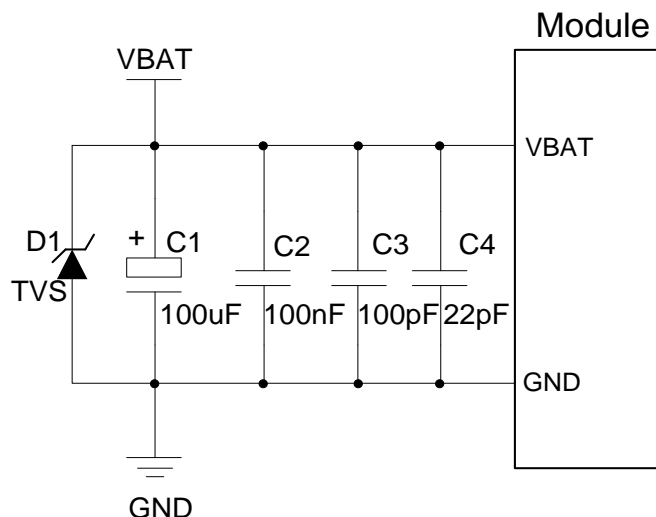 Module
VBAT
VBAT
D1
+
C1
C2
C3
C4
TVS
100uF
100nF
100pF
22pF
GND
GND